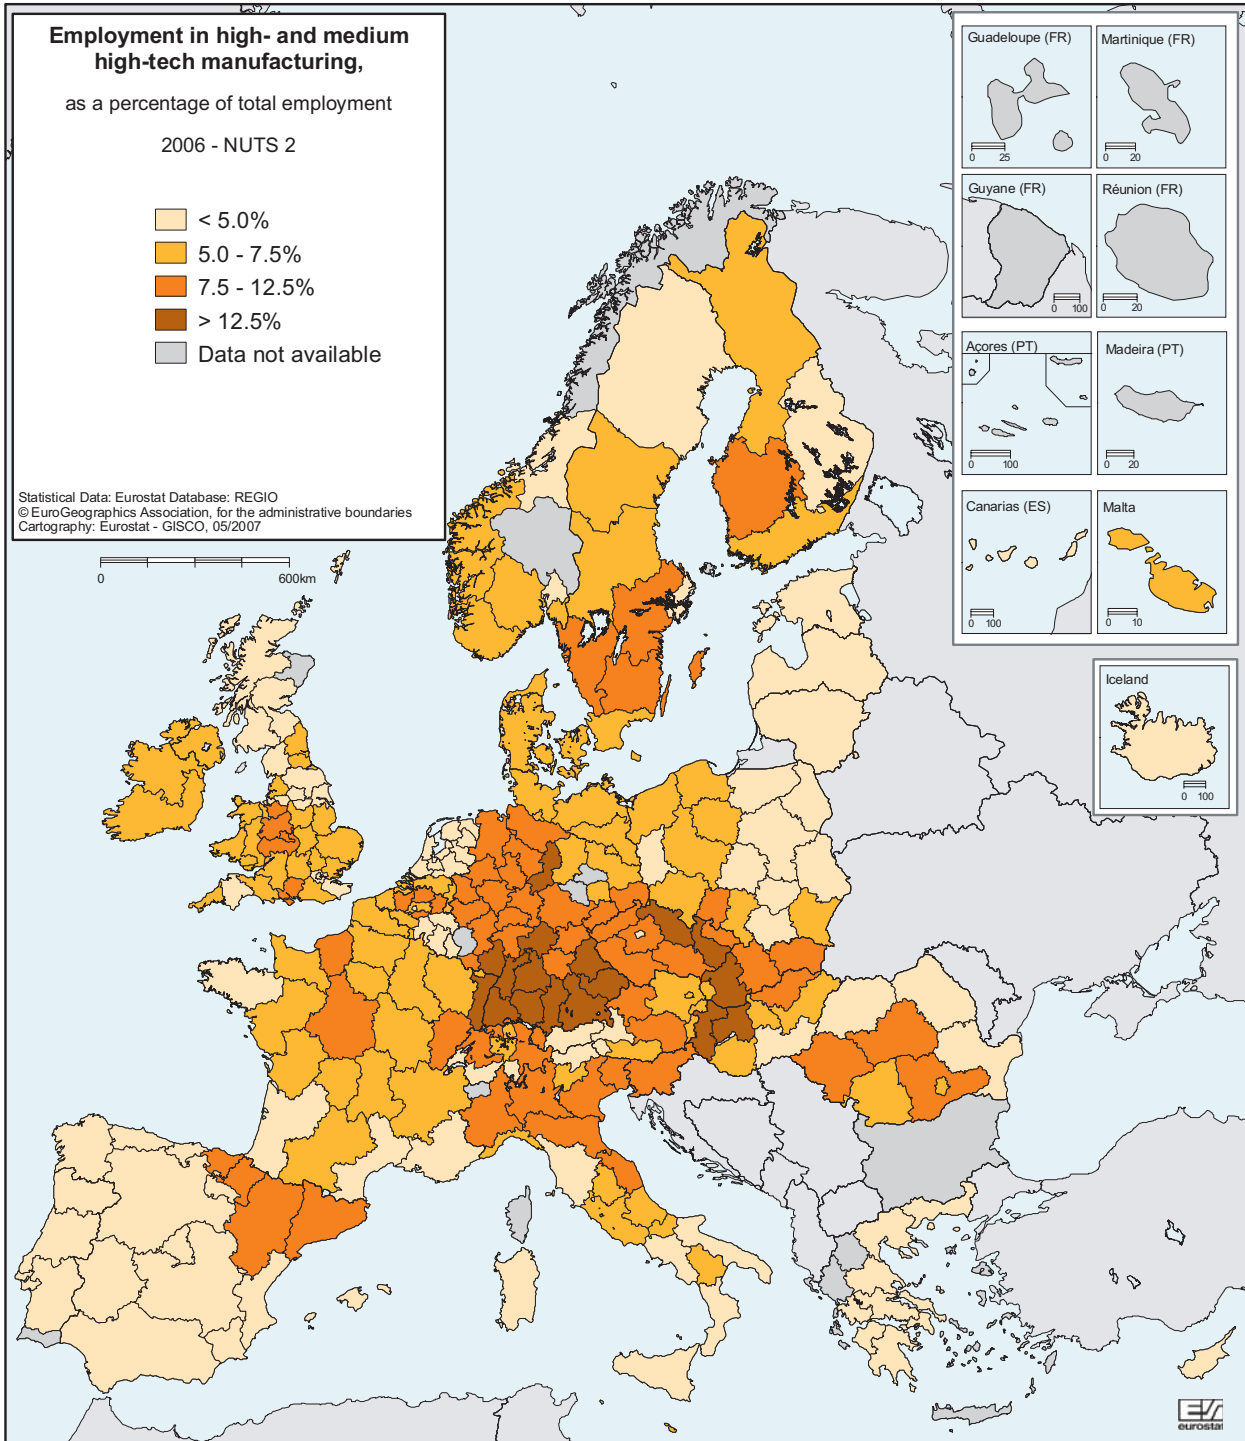 Employment in high- and medium
high-tech manufacturing,
as a percentage of total employment
2006 - NUTS 2
< 5.0%
5.0 - 7.5%
7.5 - 12.5%
> 12.5%
Data not available
Statistical Data: Eurostat Database: REGIO
© EuroGeographics Association, for the administrative boundaries
Cartography: Eurostat - GISCO, 05/2007
0 600km
Guadeloupe (FR)
0 25
Martinique (FR)
0 20
Guyane (FR)
0 100
Réunion (FR)
0 20
Açores (PT)
0 100
Madeira (PT)
0 20
Canarias (ES)
0 100
Malta
0 10
Iceland
0 100
eurostat